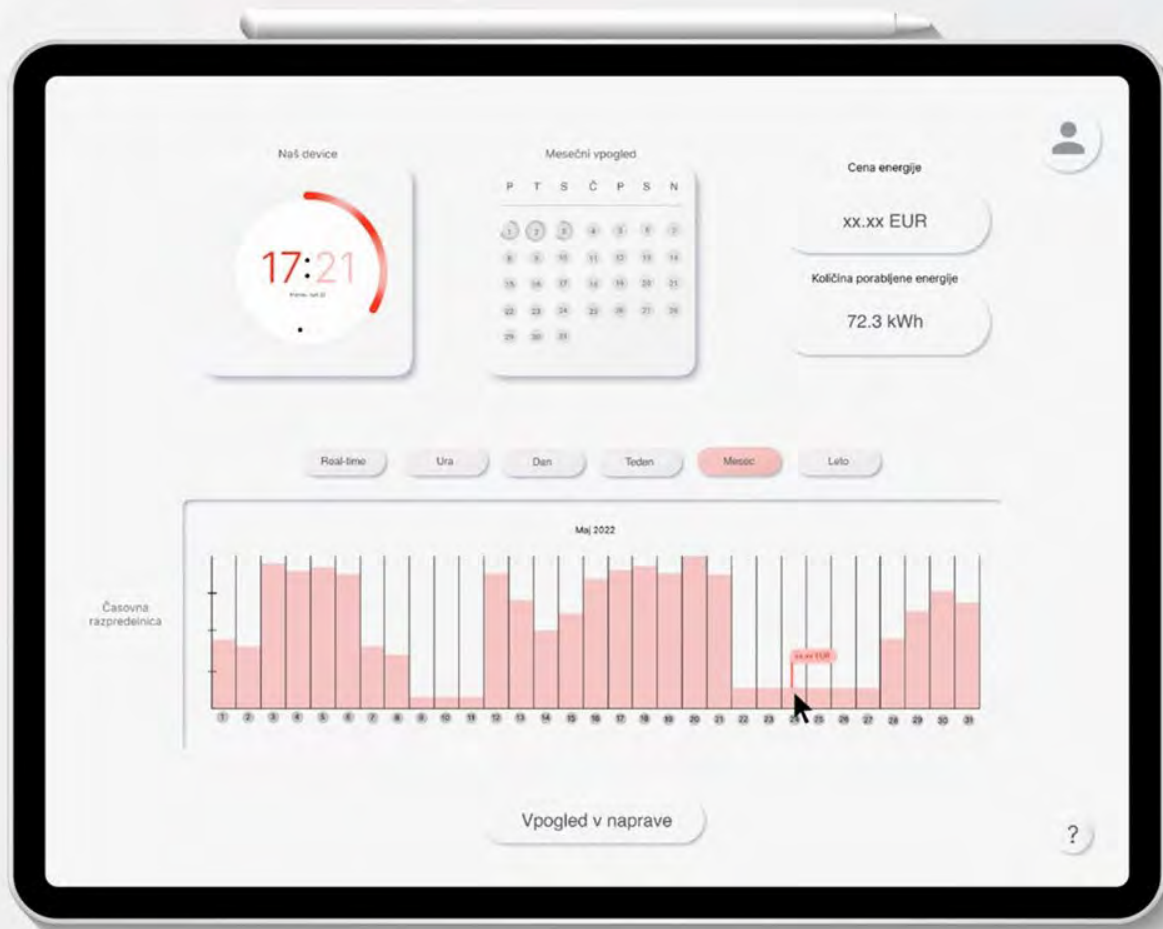 Naš device
17:21
Mesečni vpogled
P T S Č P S N
1 2 3 4 5 6 7
8 9 10 11 12 13 14
15 16 17 18 19 20 21
22 23 24 25 26 27 28
29 30 31
Cena energije
xx.xx EUR
Količina porabljene energije
72.3 kWh
Real-time Ura Dan Teden Mesec Leto
Maj 2022
Časovna
razpredelnica
xx.xx EUR
1 2 3 4 5 6 7 8 9 10 11 12 13 14 15 16 17 18 19 20 21 22 23 24 25 26 27 28 29 30 31
Vpogled v naprave
?